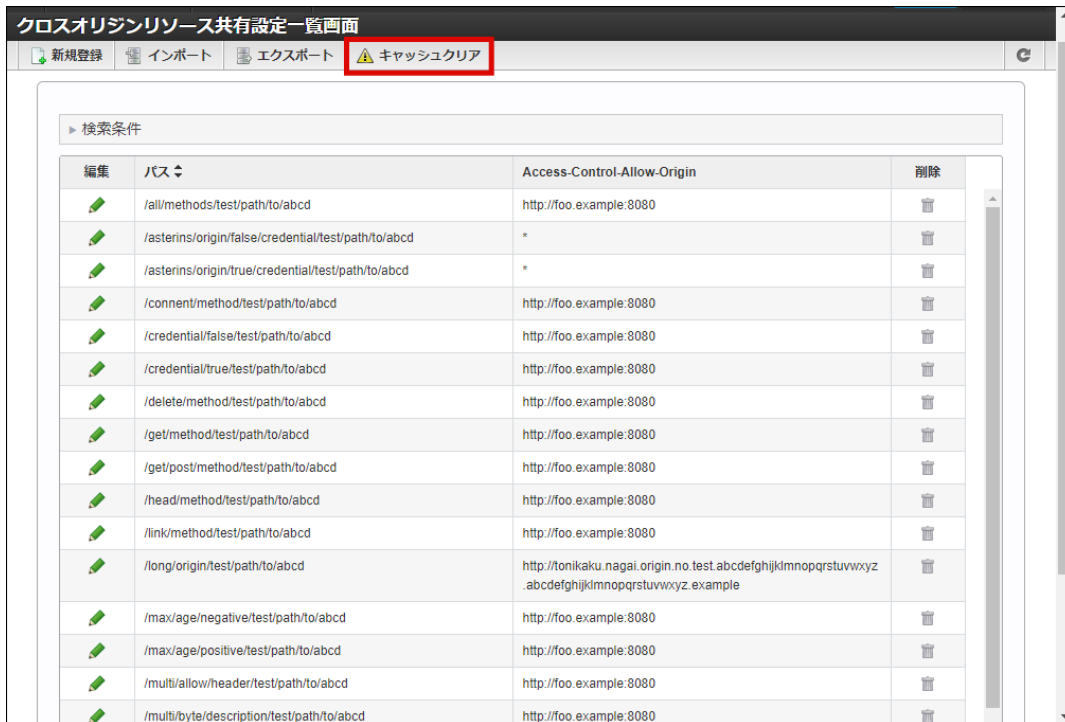 クロスオリジンリソース共有設定一覧画面
新規登録 インポート エクスポート キャッシュクリア
検索条件
編集 パス Access-Control-Allow-Origin 削除
/all/methods/test/path/to/abcd http://foo.example:8080
/asterins/origin/false/credential/test/path/to/abcd *
/asterins/origin/true/credential/test/path/to/abcd *
/connent/method/test/path/to/abcd http://foo.example:8080
/credential/false/test/path/to/abcd http://foo.example:8080
/credential/true/test/path/to/abcd http://foo.example:8080
/delete/method/test/path/to/abcd http://foo.example:8080
/get/method/test/path/to/abcd http://foo.example:8080
/get/post/method/test/path/to/abcd http://foo.example:8080
/head/method/test/path/to/abcd http://foo.example:8080
/link/method/test/path/to/abcd http://foo.example:8080
/long/origin/test/path/to/abcd http://tonikaku.nagai.origin.no.test.abcdefghijklmnopqrstuvwxyz
.abcdefghijklmnopqrstuvwxyz.example
/max/age/negative/test/path/to/abcd http://foo.example:8080
/max/age/positive/test/path/to/abcd http://foo.example:8080
/multi/allow/header/test/path/to/abcd http://foo.example:8080
/multi/byte/description/test/path/to/abcd http://foo.example:8080